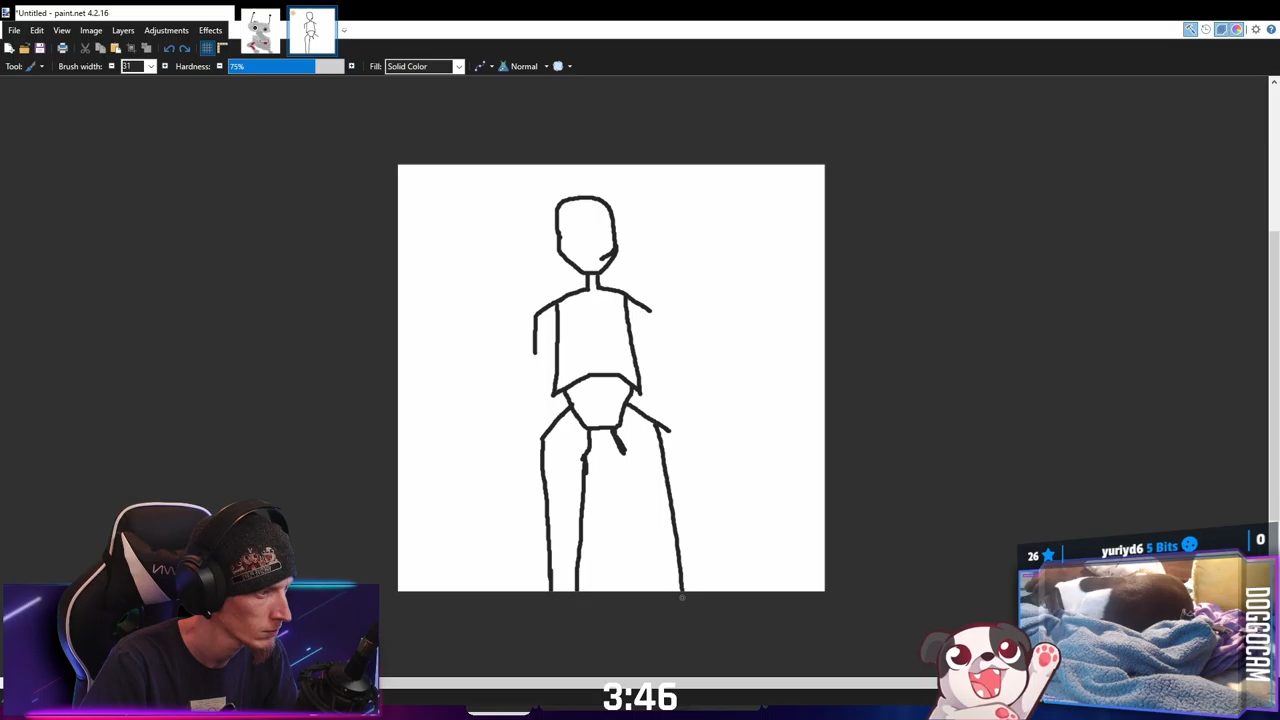 *Untitled - paint.net 4.2.16
File Edit View Image Layers Adjustments Effects
Tool: Brush width: 31 Hardness: 75% Fill: Solid Color Normal
26 yuriyd6 5 Bits 0
DOGGOCAM
3:46